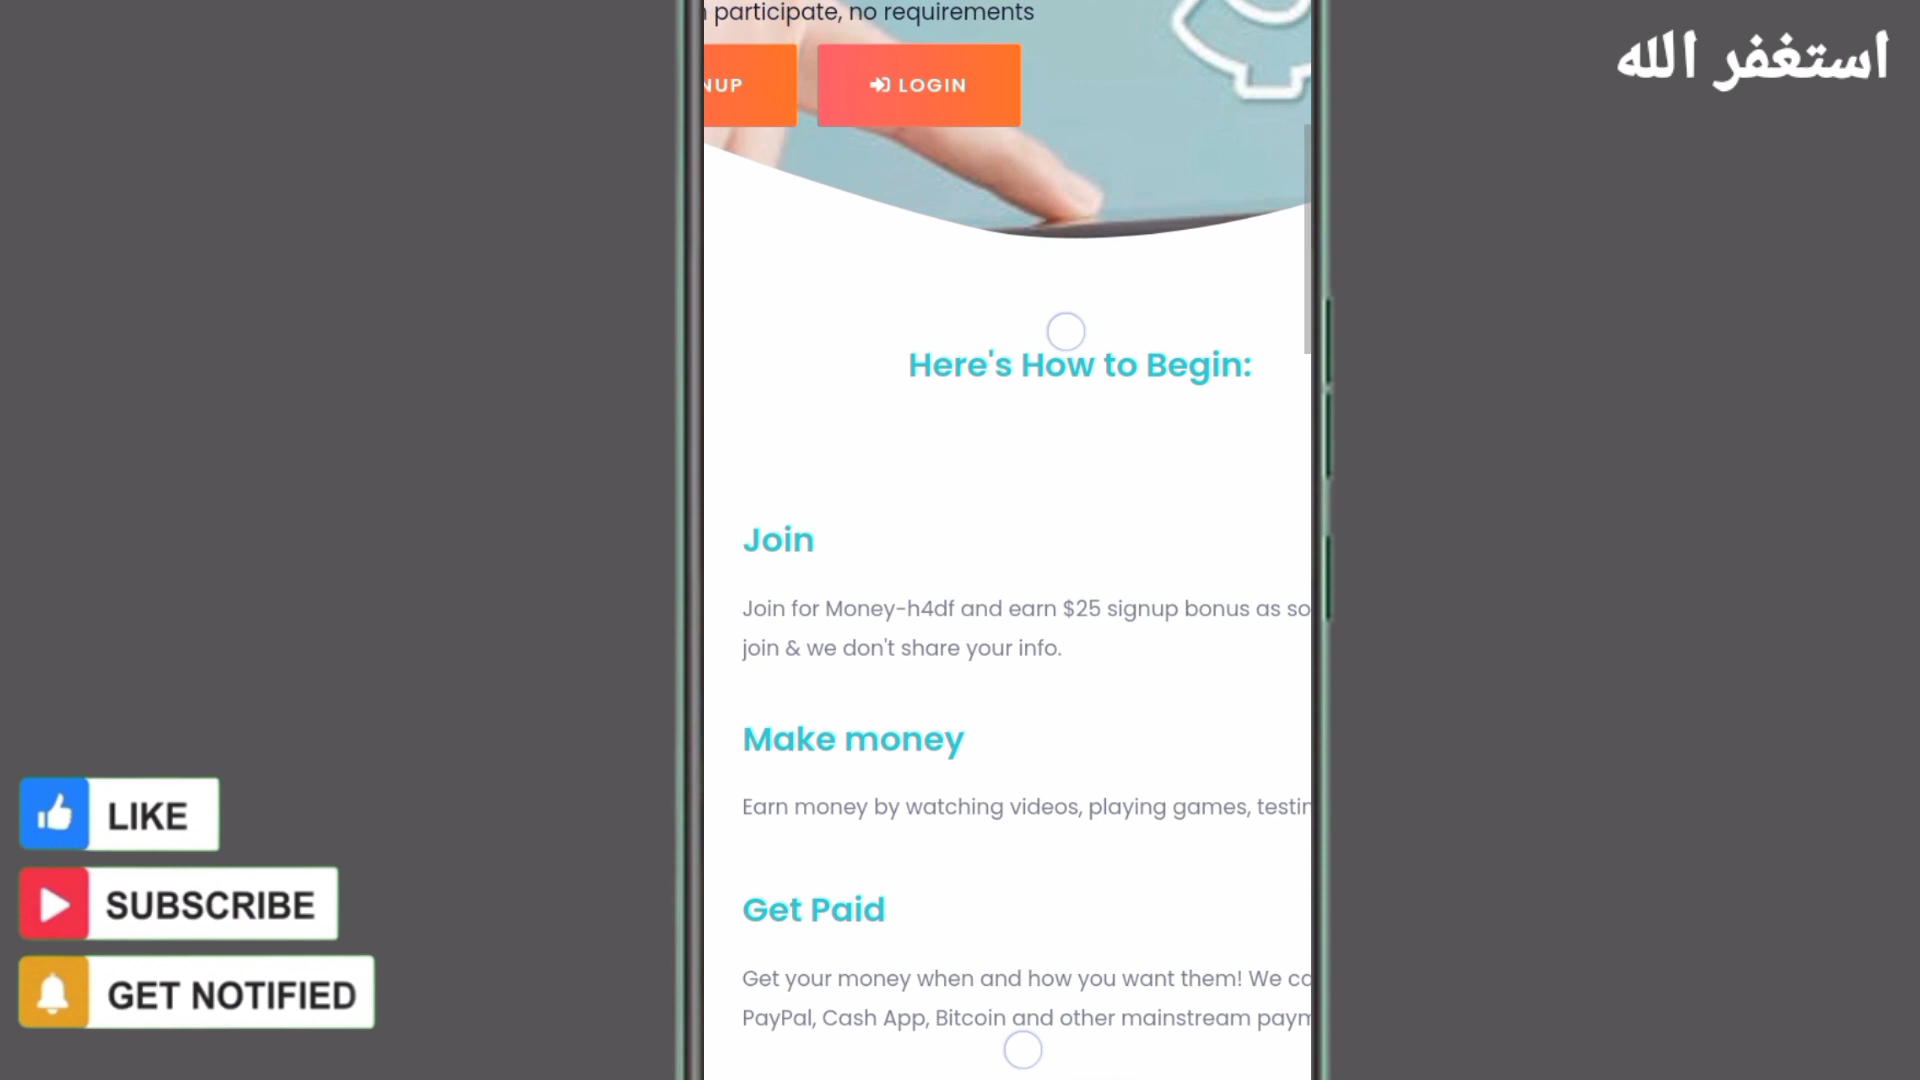 participate, no requirements
LOGIN
استغفر الله
Here's How to Begin:
Join
Join for Money-h4df and earn $25 signup bonus as
join & we don't share your info.
Make money
Earn money by watching videos, playing games,
Get Paid
Get your money when and how you want them! We
PayPal, Cash App, Bitcoin and other mainstream
LIKE
SUBSCRIBE
GET NOTIFIED